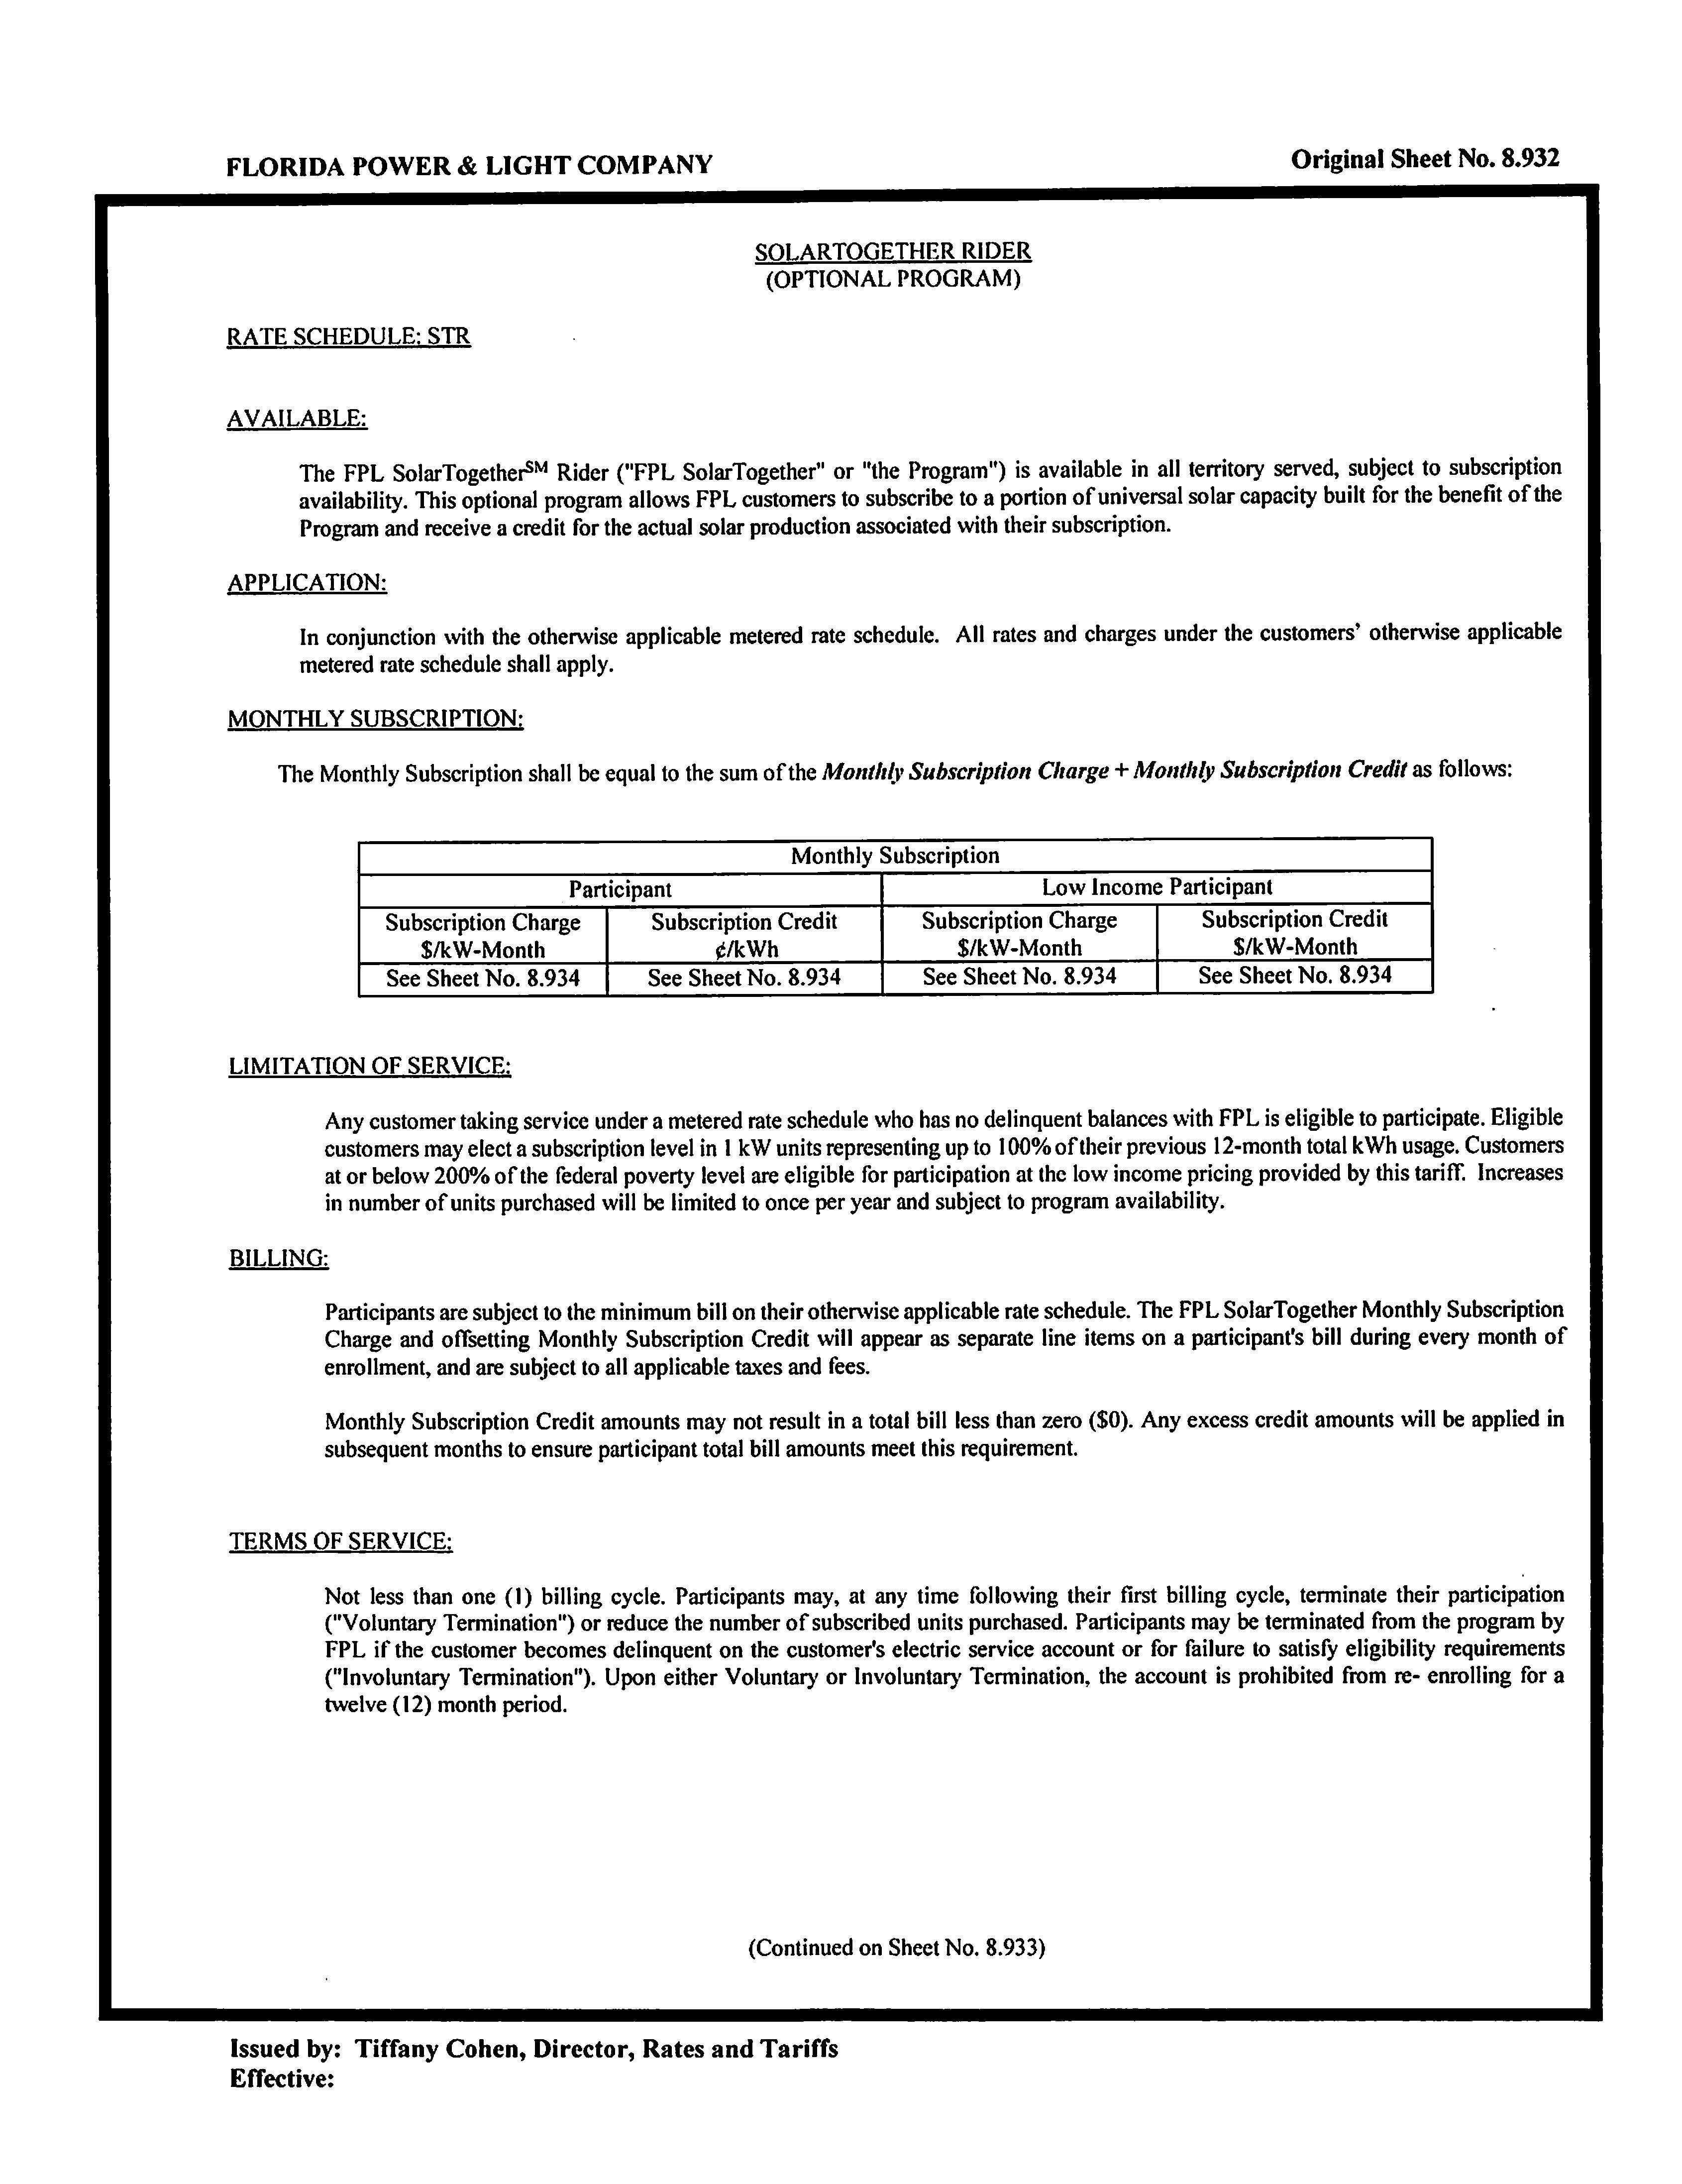 FLORIDA POWER & LIGHT COMPANY
Original Sheet No. 8.932
SOLARTOGETHER RIDER
(OPTIONAL PROGRAM)
RATE SCHEDULE: STR
AVAILABLE:
The FPL SolarTogether℠ Rider ("FPL SolarTogether" or "the Program") is available in all territory served, subject to subscription
availability. This optional program allows FPL customers to subscribe to a portion of universal solar capacity built for the benefit of the
Program and receive a credit for the actual solar production associated with their subscription.
APPLICATION:
In conjunction with the otherwise applicable metered rate schedule. All rates and charges under the customers' otherwise applicable
metered rate schedule shall apply.
MONTHLY SUBSCRIPTION:
The Monthly Subscription shall be equal to the sum of the Monthly Subscription Charge + Monthly Subscription Credit as follows:
Monthly Subscription
Participant Low Income Participant
Subscription Charge Subscription Credit Subscription Charge Subscription Credit
$/kW-Month ¢/kWh $/kW-Month $/kW-Month
See Sheet No. 8.934 See Sheet No. 8.934 See Sheet No. 8.934 See Sheet No. 8.934
LIMITATION OF SERVICE:
Any customer taking service under a metered rate schedule who has no delinquent balances with FPL is eligible to participate. Eligible
customers may elect a subscription level in 1 kW units representing up to 100% of their previous 12-month total kWh usage. Customers
at or below 200% of the federal poverty level are eligible for participation at the low income pricing provided by this tariff. Increases
in number of units purchased will be limited to once per year and subject to program availability.
BILLING:
Participants are subject to the minimum bill on their otherwise applicable rate schedule. The FPL SolarTogether Monthly Subscription
Charge and offsetting Monthly Subscription Credit will appear as separate line items on a participant's bill during every month of
enrollment, and are subject to all applicable taxes and fees.
Monthly Subscription Credit amounts may not result in a total bill less than zero ($0). Any excess credit amounts will be applied in
subsequent months to ensure participant total bill amounts meet this requirement.
TERMS OF SERVICE:
Not less than one (1) billing cycle. Participants may, at any time following their first billing cycle, terminate their participation
("Voluntary Termination") or reduce the number of subscribed units purchased. Participants may be terminated from the program by
FPL if the customer becomes delinquent on the customer's electric service account or for failure to satisfy eligibility requirements
("Involuntary Termination"). Upon either Voluntary or Involuntary Termination, the account is prohibited from re- enrolling for a
twelve (12) month period.
(Continued on Sheet No. 8.933)
Issued by: Tiffany Cohen, Director, Rates and Tariffs
Effective: